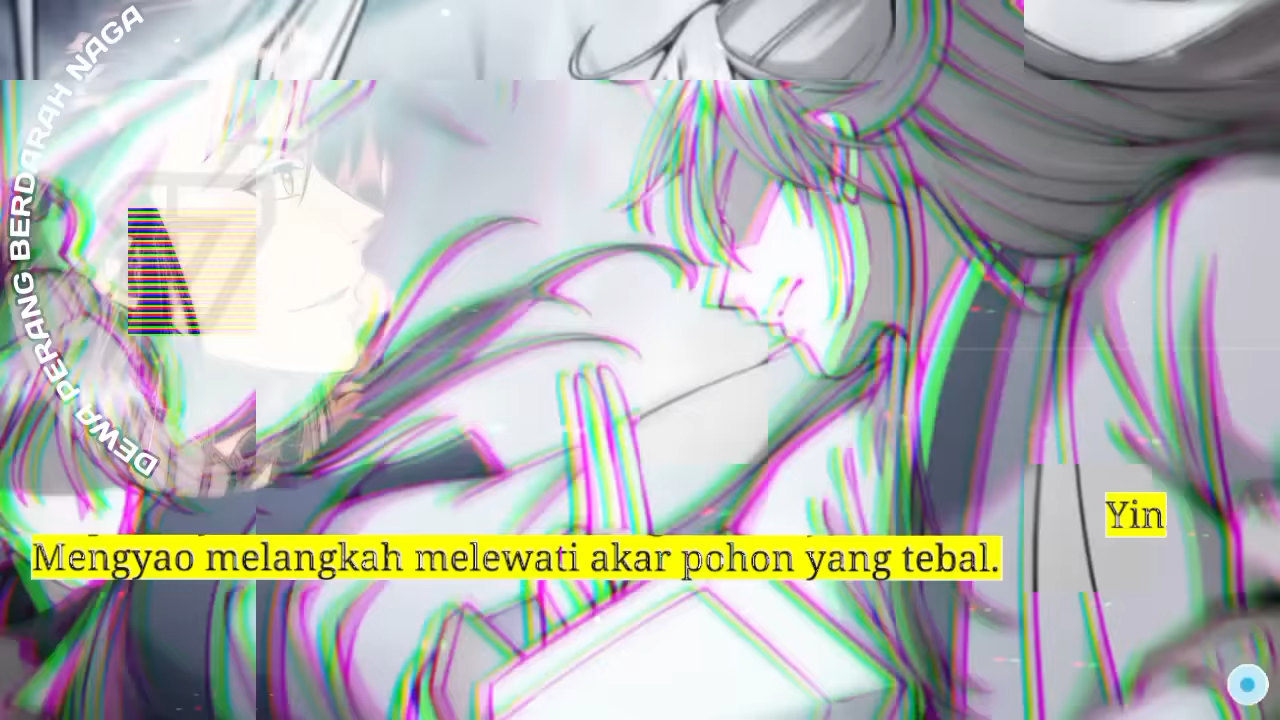 DEWA PERANG BERDARAH NAGA
Yin
Mengyao melangkah melewati akar pohon yang tebal.